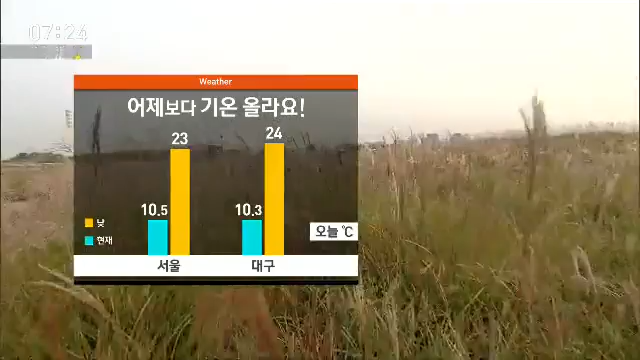 07:24
Weather
어제보다 기온 올라요!
23
24
10.5
10.3
낮
현재
오늘 ℃
서울
대구